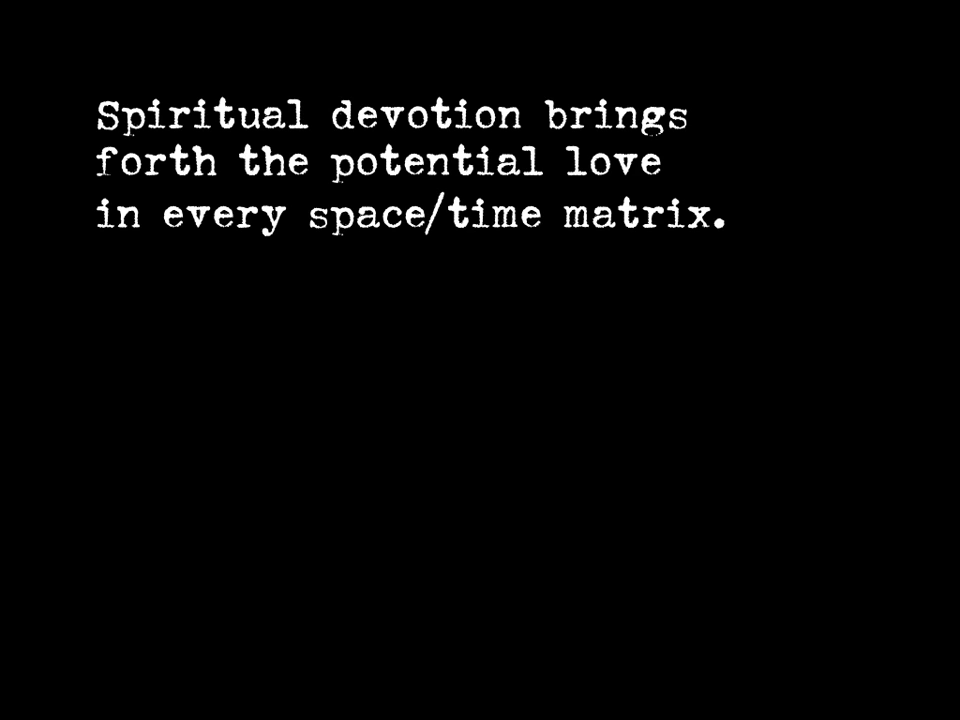 Spiritual devotion brings
forth the potential love
in every space/time matrix.